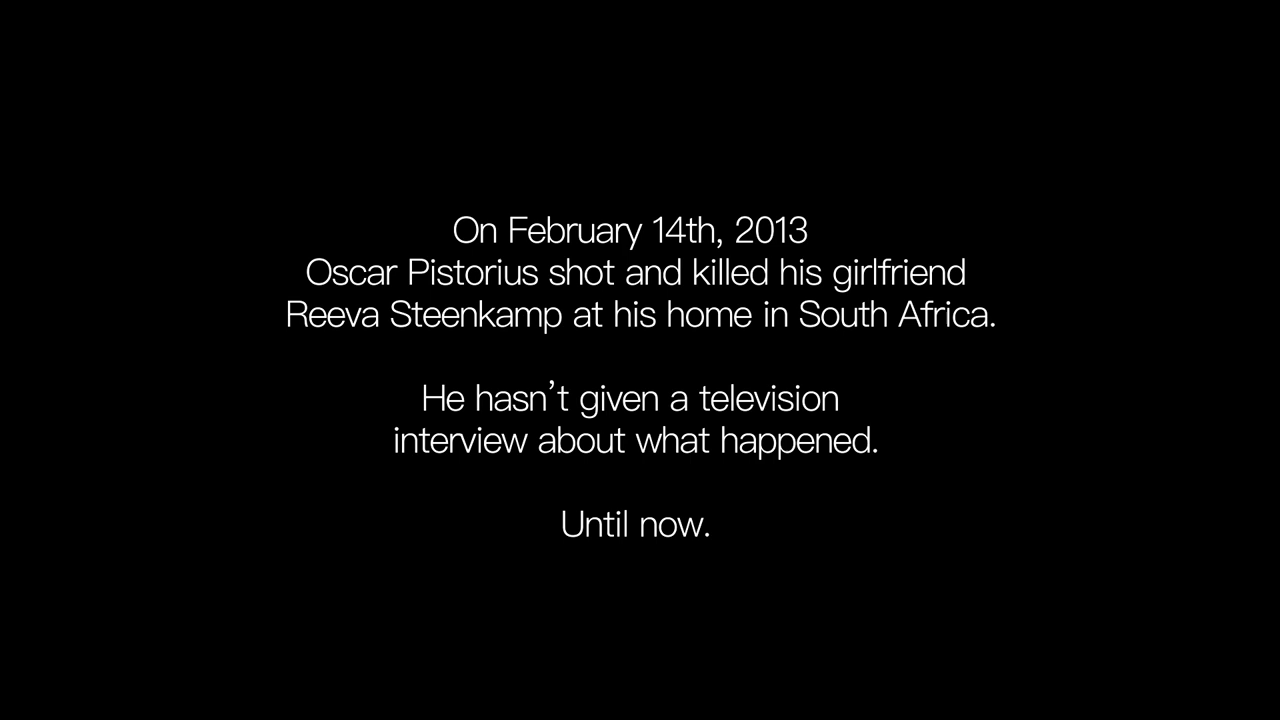 On February 14th, 2013
Oscar Pistorius shot and killed his girlfriend
Reeva Steenkamp at his home in South Africa.
He hasn’t given a television
interview about what happened.
Until now.